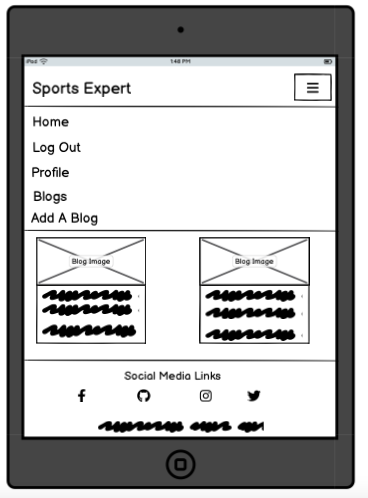 iPad 1:48 PM
Sports Expert
Home
Log Out
Profile
Blogs
Add A Blog
Blog Image Blog Image
Social Media Links